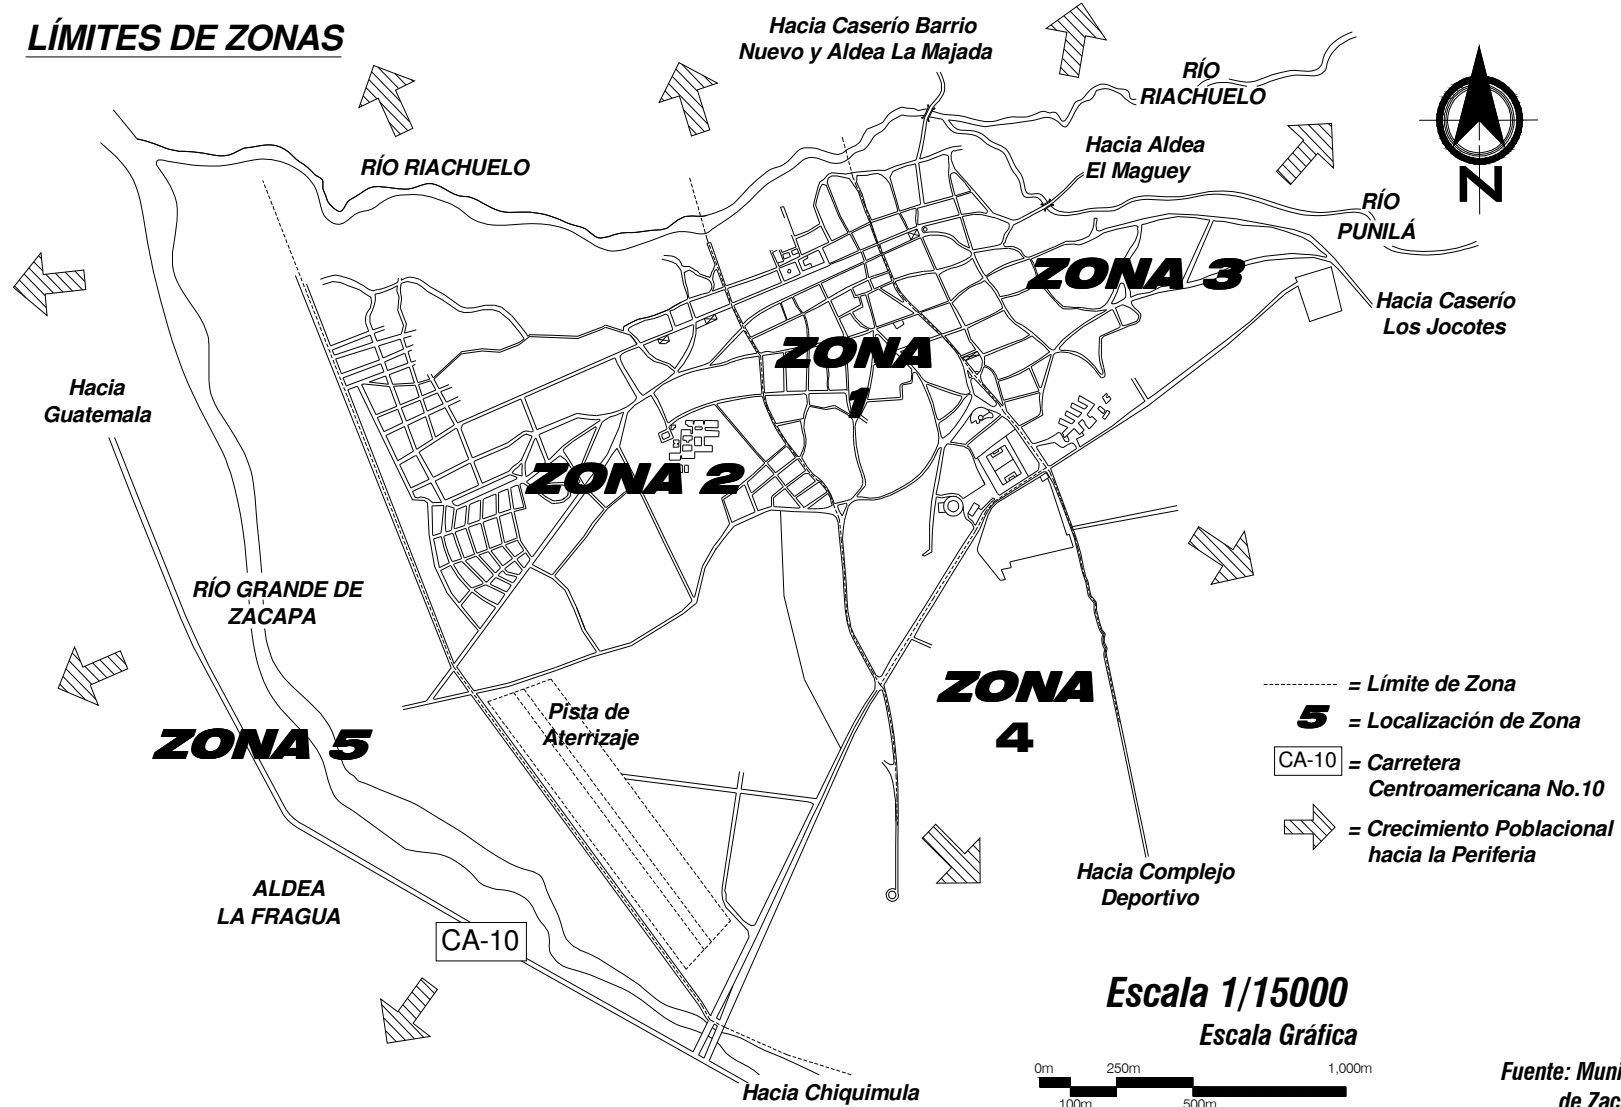 LÍMITES DE ZONAS
Hacia Caserío Barrio
Nuevo y Aldea La Majada
RÍO
RIACHUELO
Hacia Aldea
El Maguey
RÍO RIACHUELO
N
RÍO
PUNILÁ
ZONA 3
Hacia Caserío
Los Jocotes
ZONA
1
Hacia
Guatemala
ZONA 2
RÍO GRANDE DE
ZACAPA
ZONA
4
Pista de
Aterrizaje
ZONA 5
= Límite de Zona
5 = Localización de Zona
CA-10 = Carretera
Centroamericana No.10
= Crecimiento Poblacional
hacia la Periferia
Hacia Complejo
Deportivo
ALDEA
LA FRAGUA
CA-10
Escala 1/15000
Escala Gráfica
0m 250m 1,000m
100m 500m
Hacia Chiquimula
Fuente: Muni
de Zac